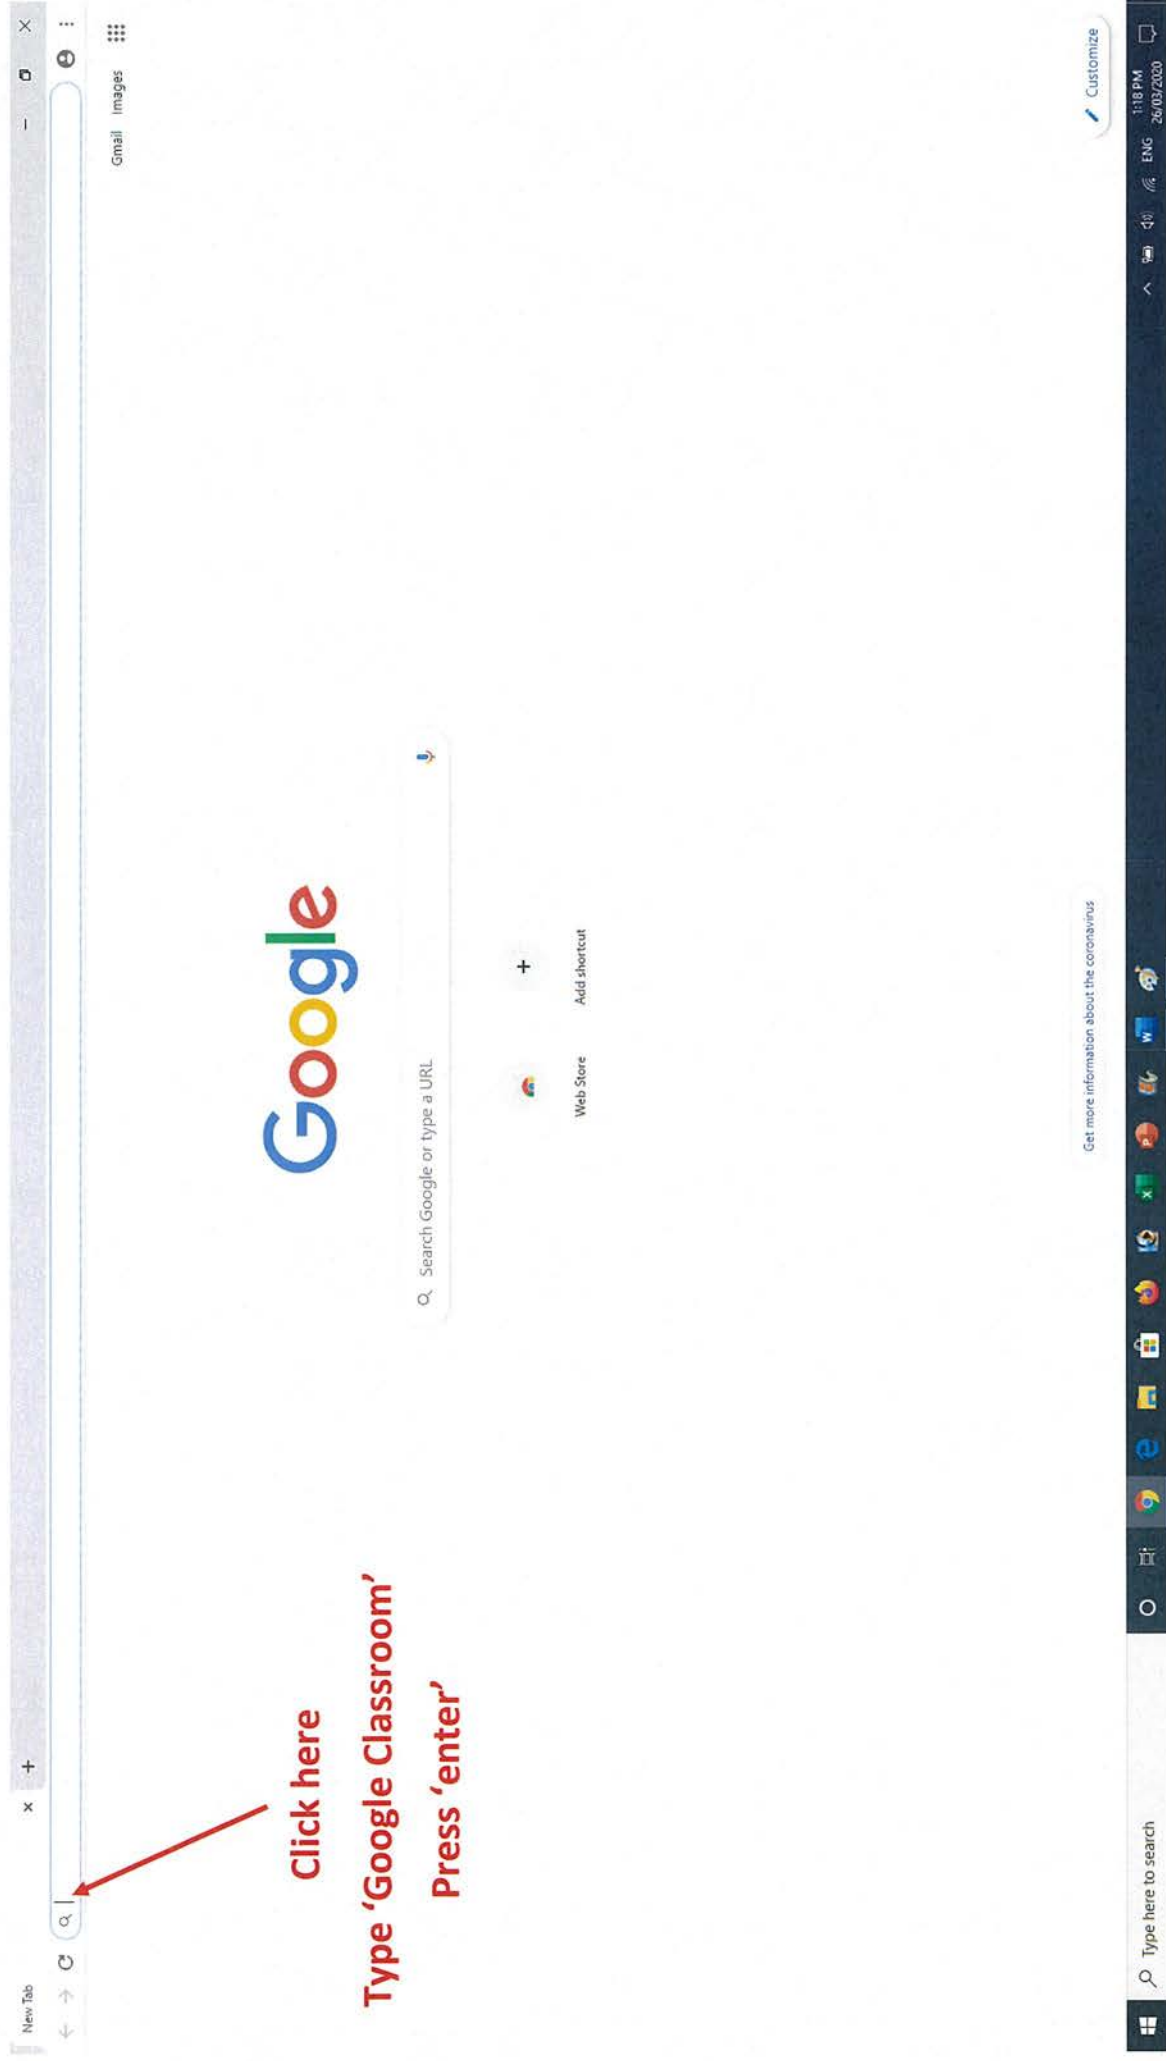 New Tab
Gmail Images
Google
Search Google or type a URL
Web Store
Add shortcut
Click here
Type ‘Google Classroom’
Press ‘enter’
Get more information about the coronavirus
Customize
Type here to search
ENG
1:18 PM
26/03/2020